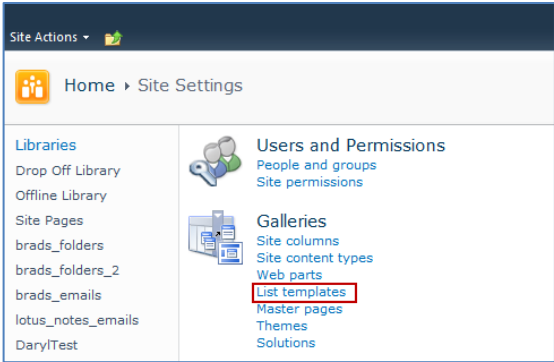 Site Actions
Home Site Settings
Libraries
Drop Off Library
Offline Library
Site Pages
brads_folders
brads_folders_2
brads_emails
lotus_notes_emails
DarylTest
Users and Permissions
People and groups
Site permissions
Galleries
Site columns
Site content types
Web parts
List templates
Master pages
Themes
Solutions